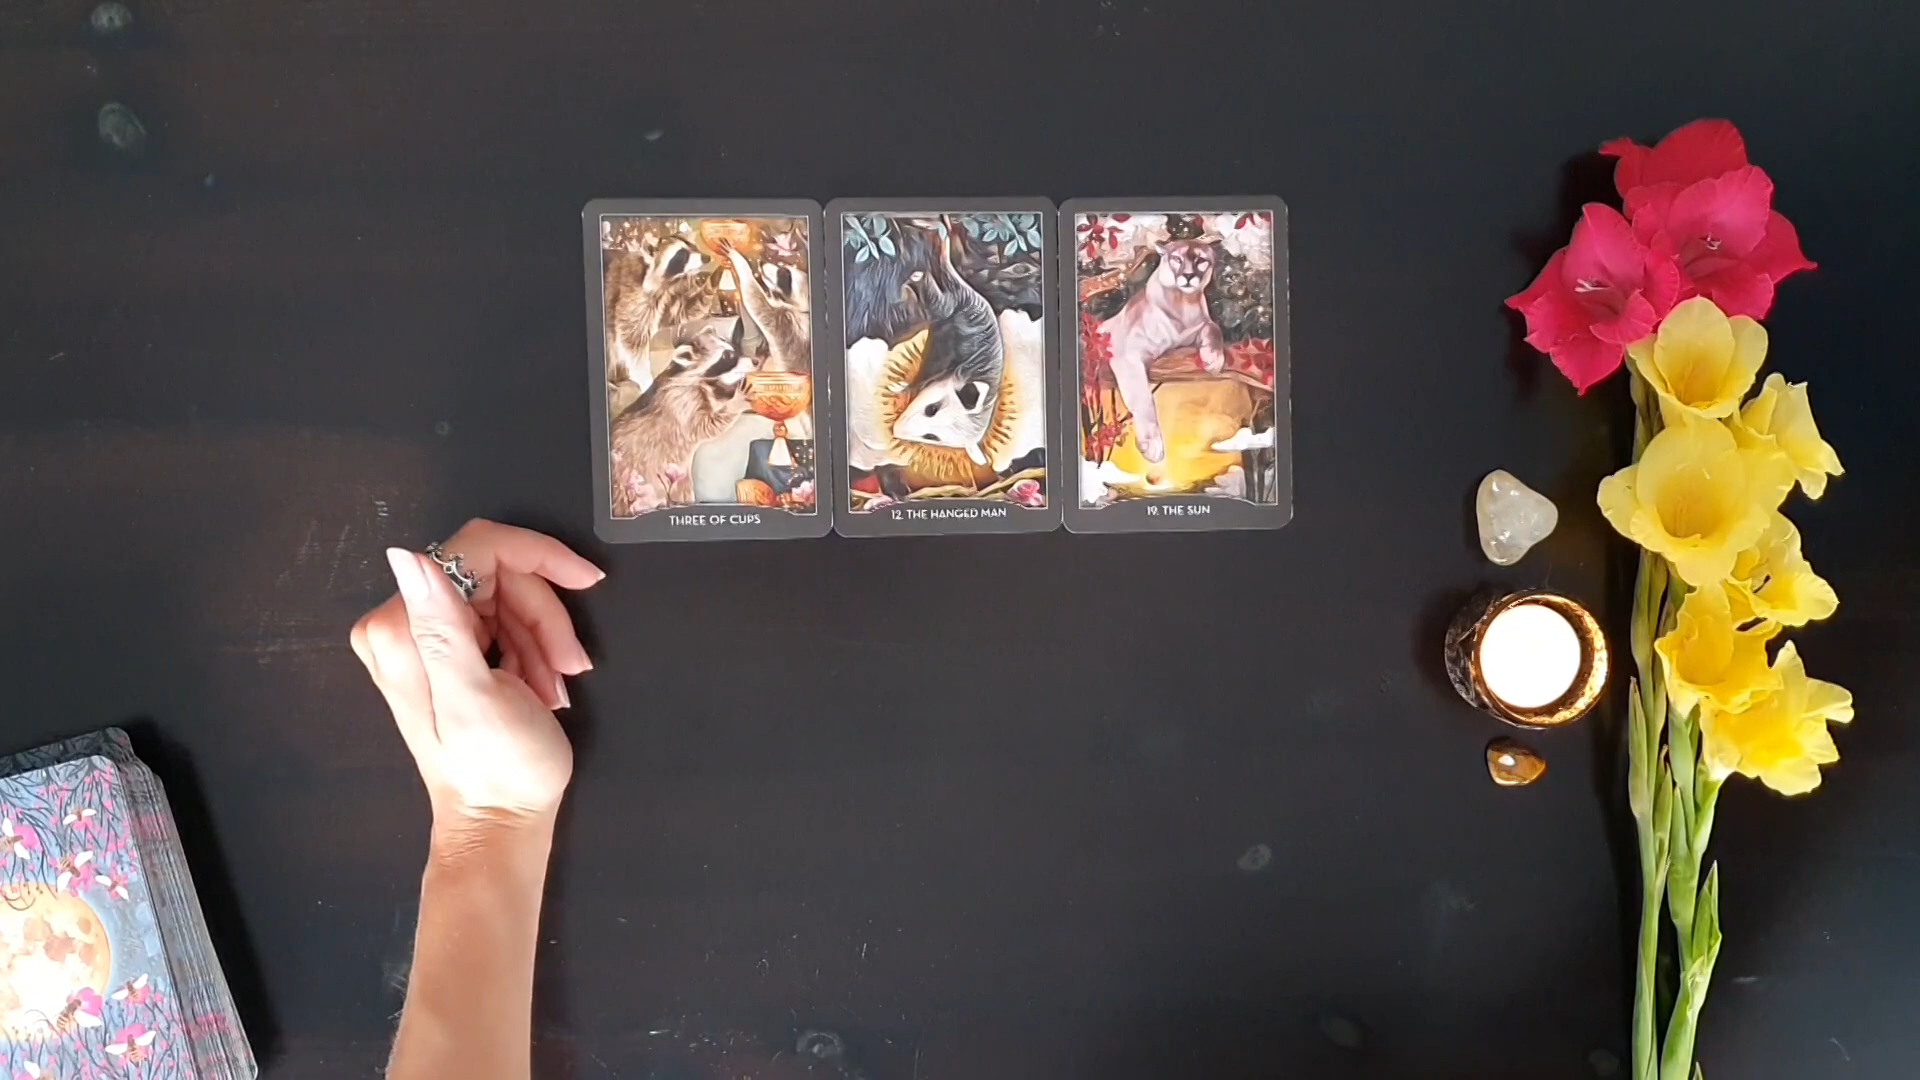 THREE OF CUPS
12. THE HANGED MAN
19. THE SUN